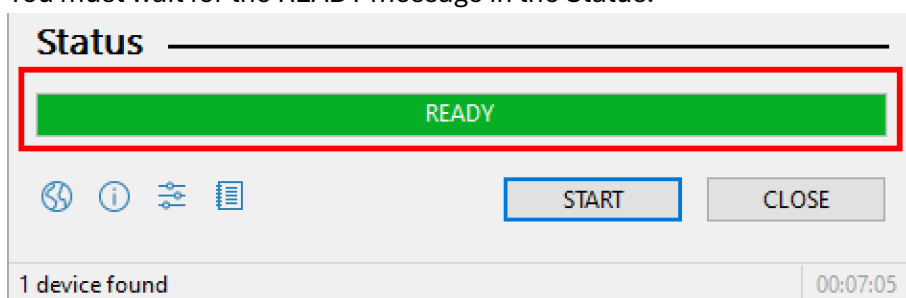 You must wait for the READY message in the Status.
Status
READY
START CLOSE
1 device found 00:07:05